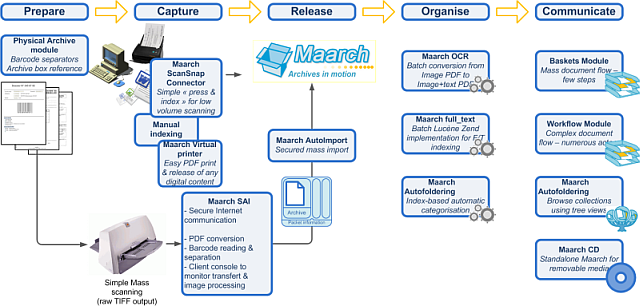 Prepare
Capture
Release
Organise
Communicate
Physical Archive
module
Barcode separators
Archive box reference
Maarch
ScanSnap
Connector
Simple « press &
index » for low
volume scanning
Manual
indexing
Maarch Virtual
printer
Easy PDF print
& release of any
digital content
Maarch SAI
- Secure Internet
communication
- PDF conversion
- Barcode reading &
separation
- Client console to
monitor transfert &
image processing
Simple Mass
scanning
(raw TIFF output)
Maarch
Archives in motion
Maarch AutoImport
Secured mass import
Archive
Packet Information
Maarch OCR
Batch conversion from
Image PDF to
Image+text PDF
Maarch full_text
Batch Lucène Zend
implementation for F/T
indexing
Maarch
Autofoldering
Index-based automatic
categorisation
Baskets Module
Mass document flow –
few steps
Workflow Module
Complex document
flow – numerous
Maarch
Autofoldering
Browse collections
using tree views
Maarch CD
Standalone Maarch for
removable media